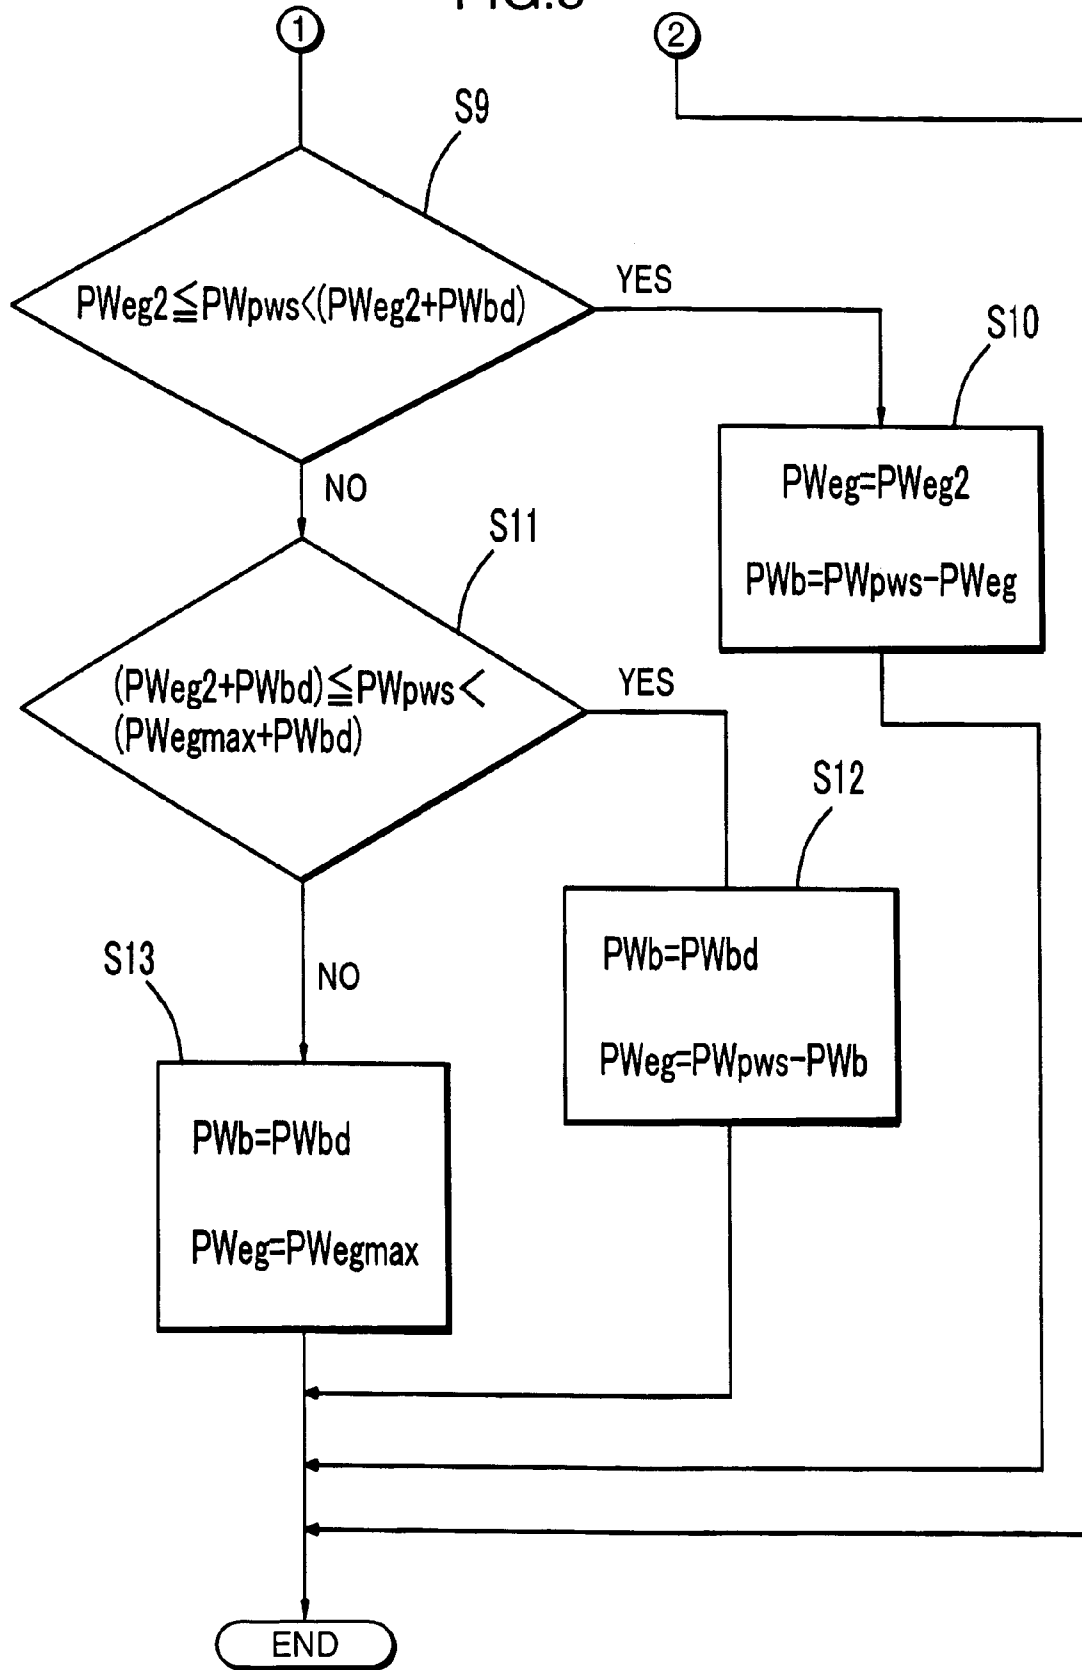 1
2
S9
PWeg2≦PWpws<(PWeg2+PWbd)
YES
S10
PWeg=PWeg2
PWb=PWpws-PWeg
NO
S11
(PWeg2+PWbd)≦PWpws<
(PWegmax+PWbd)
YES
S12
PWb=PWbd
PWeg=PWpws-PWb
NO
S13
PWb=PWbd
PWeg=PWegmax
END